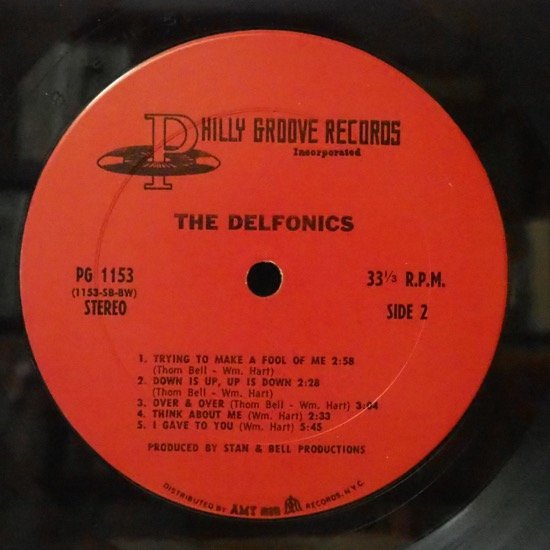 PHILLY GROOVE RECORDS
Incorporated
THE DELFONICS
PG 1153
(1153-SB-BW)
STEREO
33⅓ R.P.M.
SIDE 2
1. TRYING TO MAKE A FOOL OF ME 2:58
(Thom Bell - Wm. Hart)
2. DOWN IS UP, UP IS DOWN 2:28
(Thom Bell - Wm. Hart)
3. OVER & OVER (Thom Bell - Wm. Hart) 3:04
4. THINK ABOUT ME (Wm. Hart) 2:33
5. I GAVE TO YOU (Wm. Hart) 5:45
PRODUCED BY STAN & BELL PRODUCTIONS
DISTRIBUTED BY RECORDS, N.Y.C.